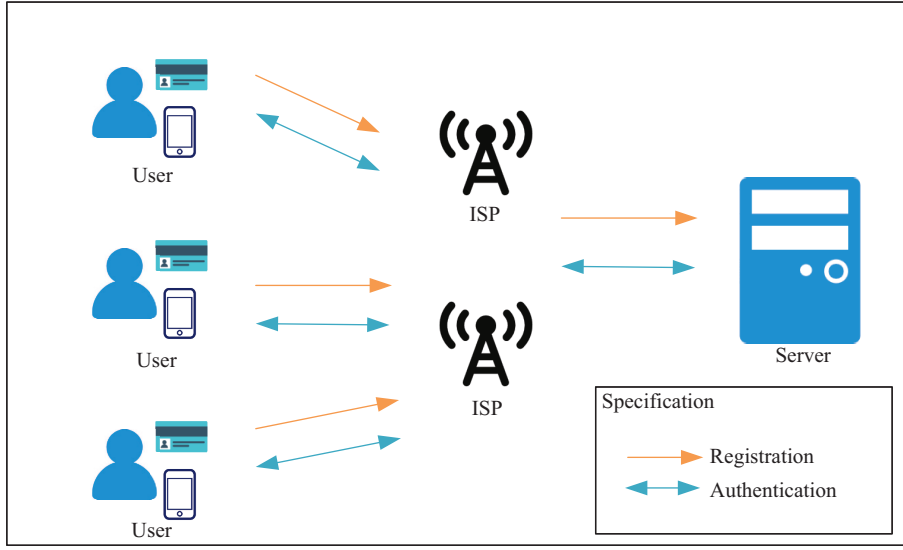 User
ISP
User
Server
ISP
User
Specification
Registration
Authentication